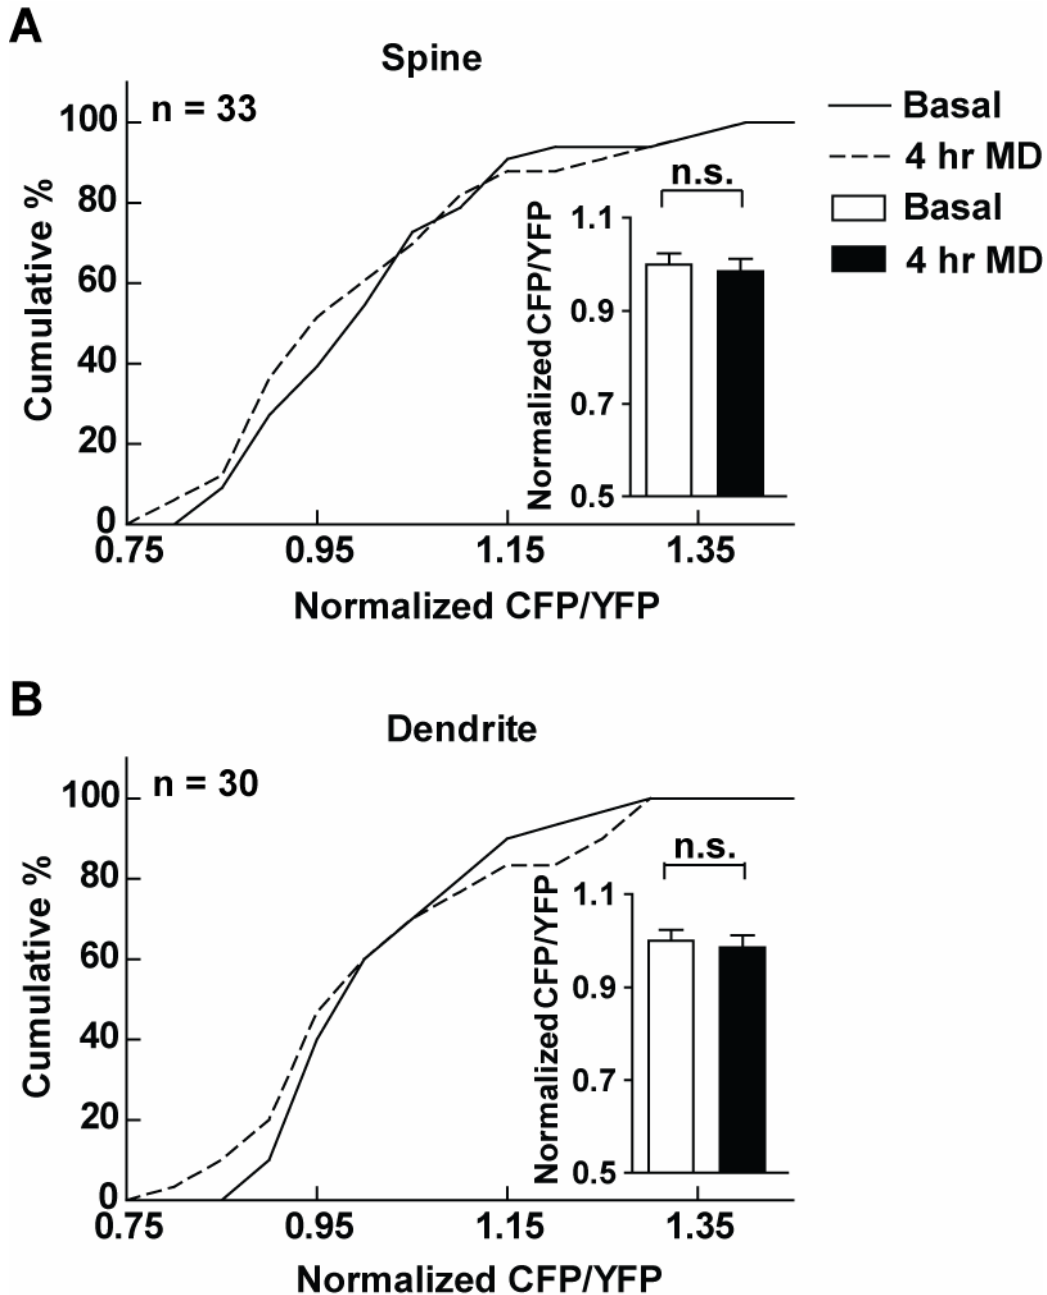 A
Spine
n = 33
Basal
4 hr MD
Basal
4 hr MD
100
80
60
40
20
0
Cumulative %
0.75
0.95
1.15
1.35
Normalized CFP/YFP
n.s.
1.1
0.9
0.7
0.5
Normalized CFP/YFP
B
Dendrite
n = 30
100
80
60
40
20
0
Cumulative %
0.75
0.95
1.15
1.35
Normalized CFP/YFP
n.s.
1.1
0.9
0.7
0.5
Normalized CFP/YFP